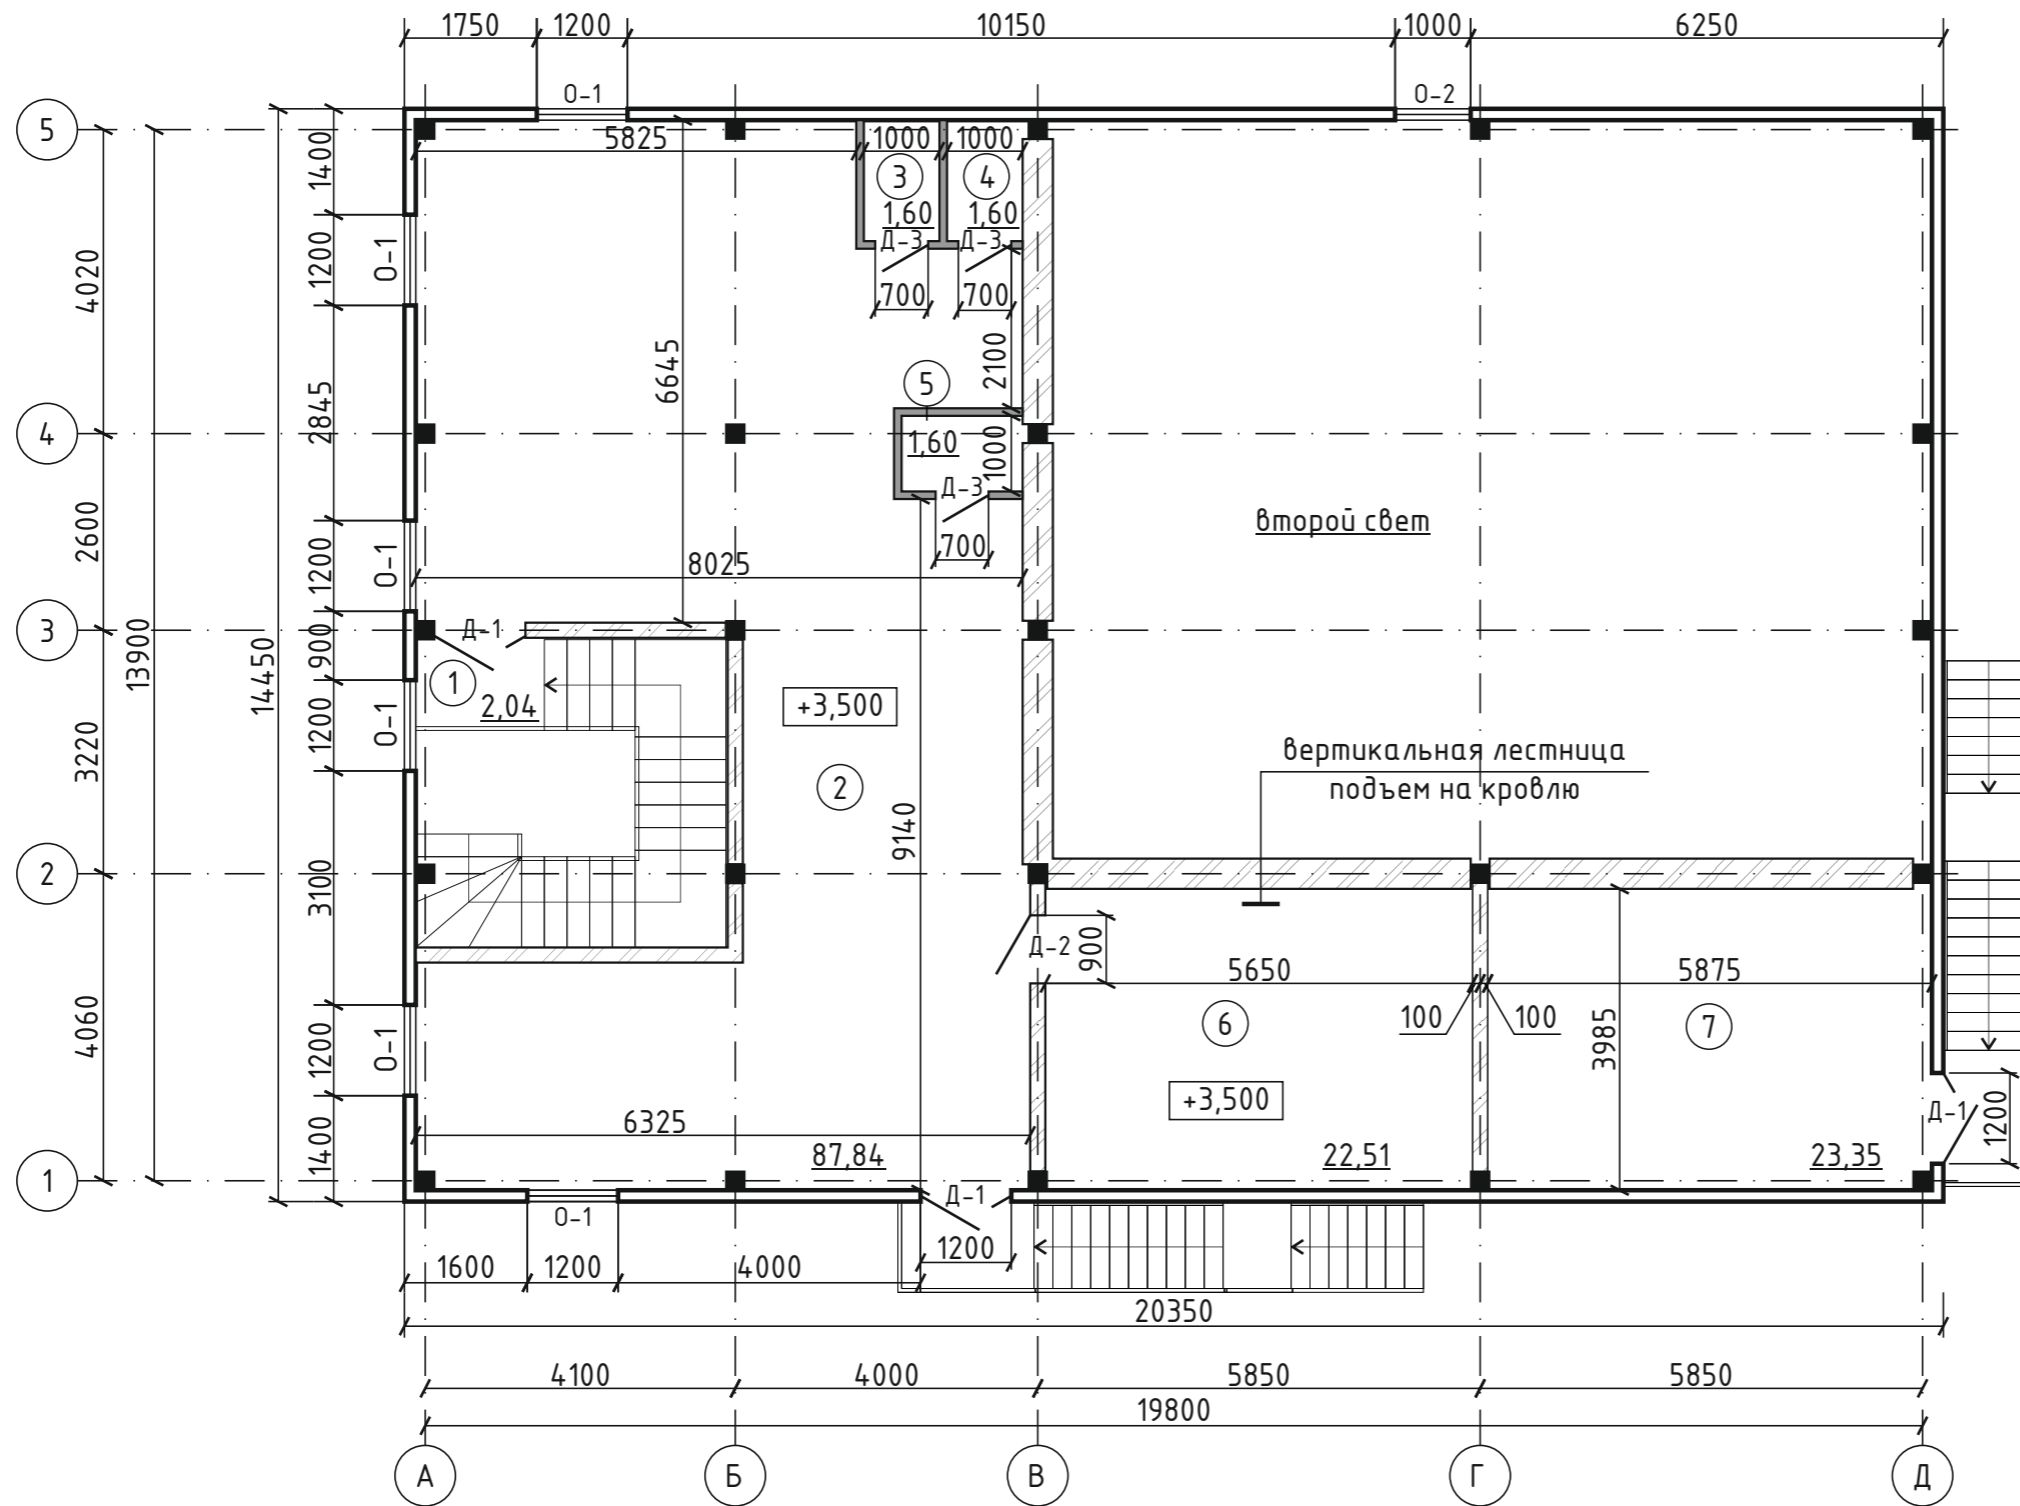 1750 1200 10150 1000 6250
О-1 О-2
5
5825 1000 1000
1400
3 4
1,60 1,60
Д-3 Д-3
4020
1200
О-1
700 700
6645
2100
5
2845
4
1,60
1000
Д-3
2600
второй свет
700
1200
О-1
8025
13900
14450
3
Д-1
900
1
2,04
+3,500
1200
О-1
3220
вертикальная лестница
подъем на кровлю
2
9140
2
3100
Д-2
900
5650 5875
100 100
6 7
3985
4060
1200
О-1
+3,500
Д-1
1200
6325
1400
87,84 22,51 23,35
1
Д-1
О-1
1200
1600 1200 4000
20350
4100 4000 5850 5850
19800
А Б В Г Д